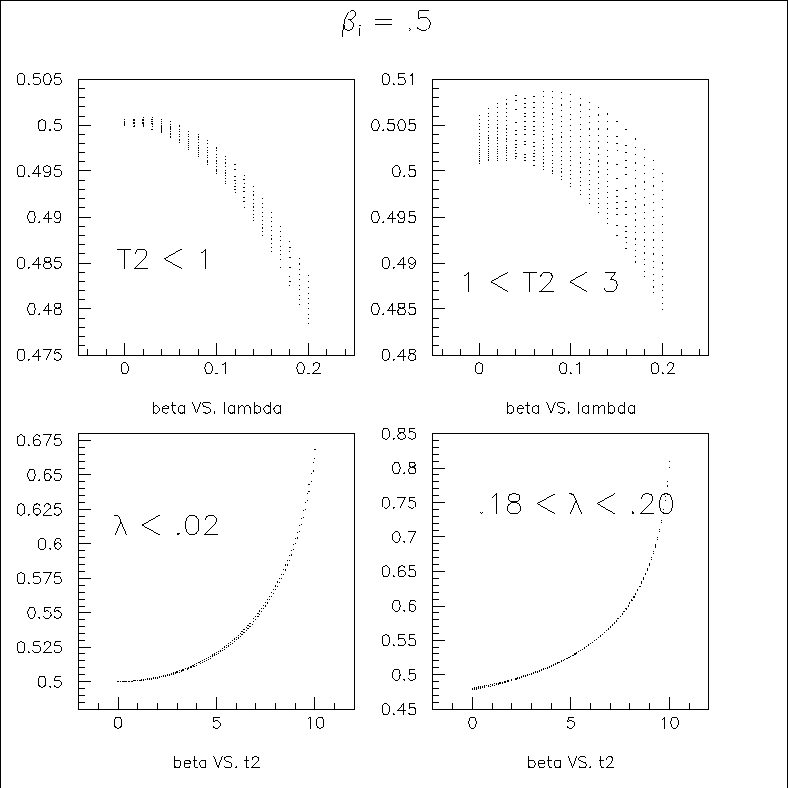 βi = .5
0.505
0.5
0.495
0.49
0.485
0.48
0.475
T2 < 1
0 0.1 0.2
beta VS. lambda
0.51
0.505
0.5
0.495
0.49
0.485
0.48
1 < T2 < 3
0 0.1 0.2
beta VS. lambda
0.675
0.65
0.625
0.6
0.575
0.55
0.525
0.5
λ < .02
0 5 10
beta VS. t2
0.85
0.8
0.75
0.7
0.65
0.6
0.55
0.5
0.45
.18 < λ < .20
0 5 10
beta VS. t2